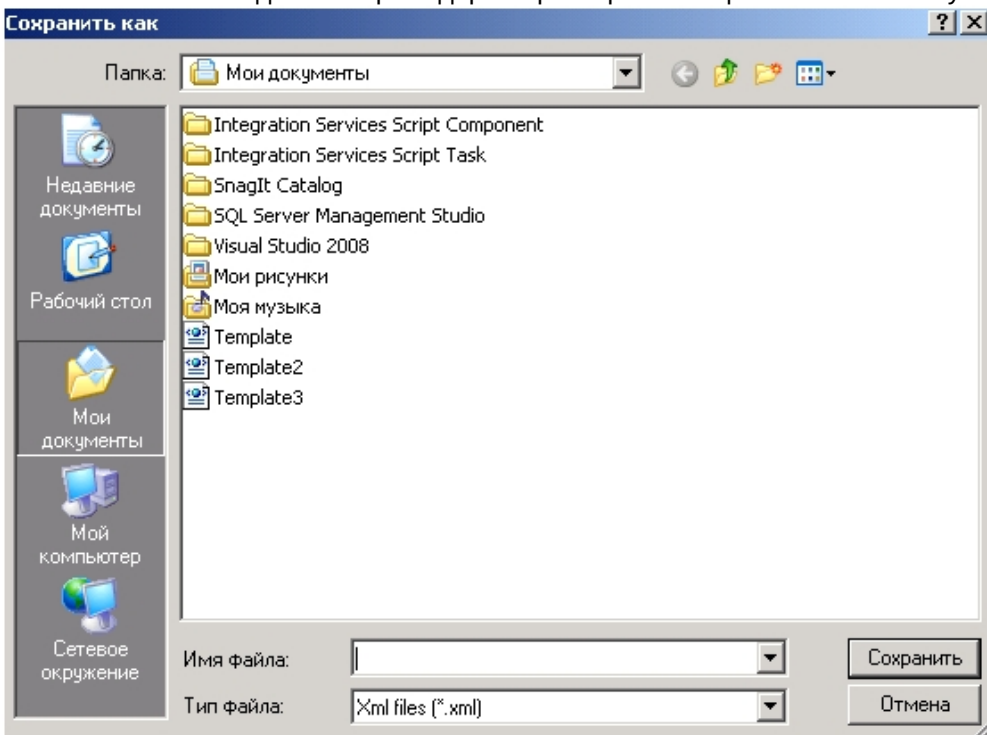 Сохранить как
Папка:
Мои документы
Недавние
документы
Рабочий стол
Мои
документы
Мой
компьютер
Сетевое
окружение
Integration Services Script Component
Integration Services Script Task
SnagIt Catalog
SQL Server Management Studio
Visual Studio 2008
Мои рисунки
Моя музыка
Template
Template2
Template3
Имя файла:
Сохранить
Тип файла:
Xml files (*.xml)
Отмена